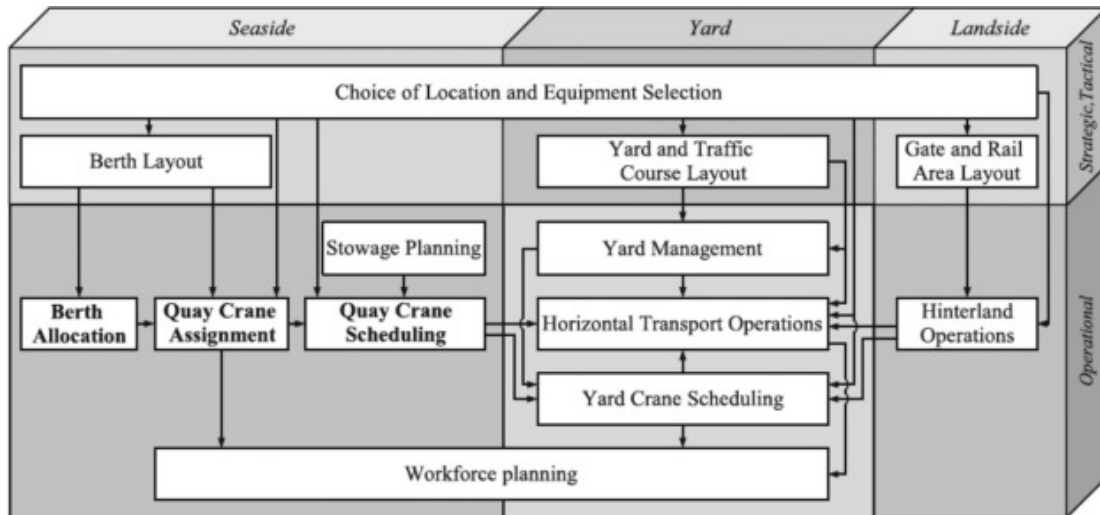 Seaside
Yard
Landside
Strategic,Tactical
Choice of Location and Equipment Selection
Berth Layout
Yard and Traffic
Course Layout
Gate and Rail
Area Layout
Operational
Stowage Planning
Yard Management
Berth
Allocation
Quay Crane
Assignment
Quay Crane
Scheduling
Horizontal Transport Operations
Hinterland
Operations
Yard Crane Scheduling
Workforce planning